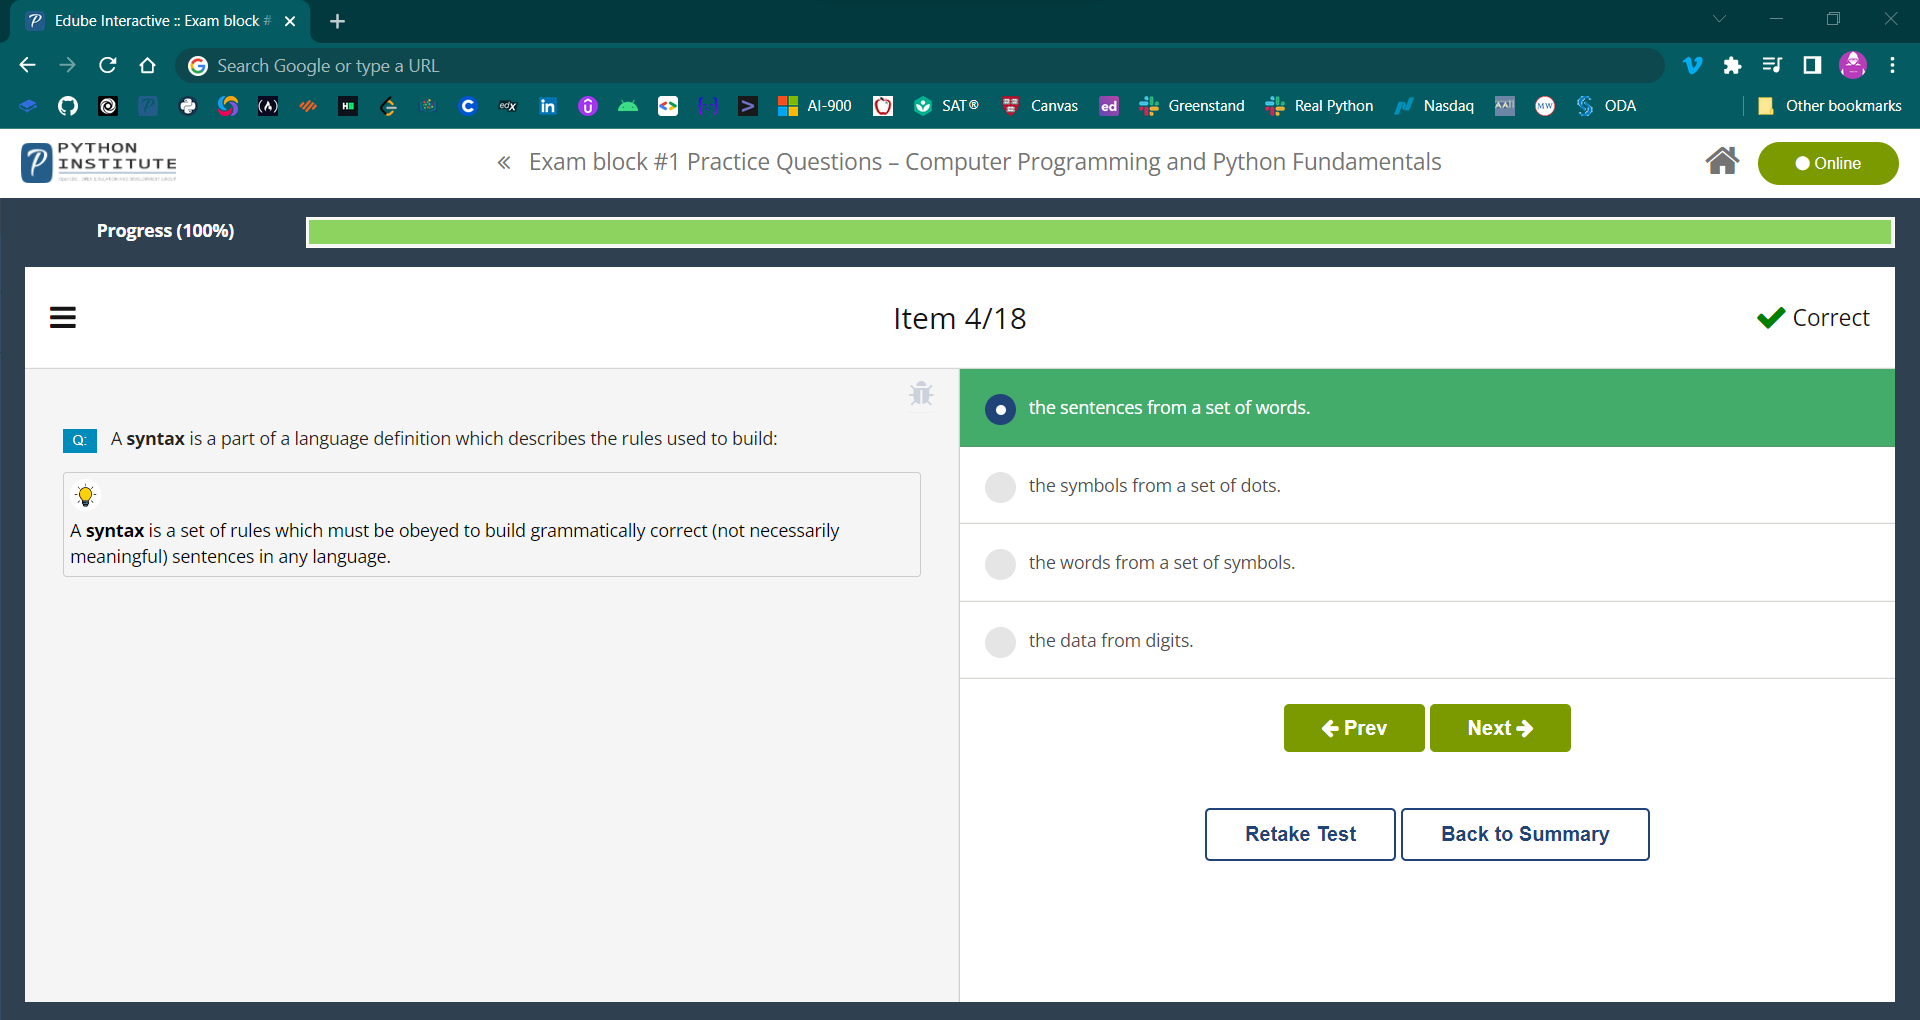 Edube Interactive :: Exam block #
Search Google or type a URL
AI-900
SAT®
Canvas
Greenstand
Real Python
Nasdaq
ODA
Other bookmarks
PYTHON
INSTITUTE
« Exam block #1 Practice Questions – Computer Programming and Python Fundamentals
Online
Progress (100%)
Item 4/18
Correct
Q: A syntax is a part of a language definition which describes the rules used to build:
A syntax is a set of rules which must be obeyed to build grammatically correct (not necessarily
meaningful) sentences in any language.
the sentences from a set of words.
the symbols from a set of dots.
the words from a set of symbols.
the data from digits.
Prev
Next
Retake Test
Back to Summary